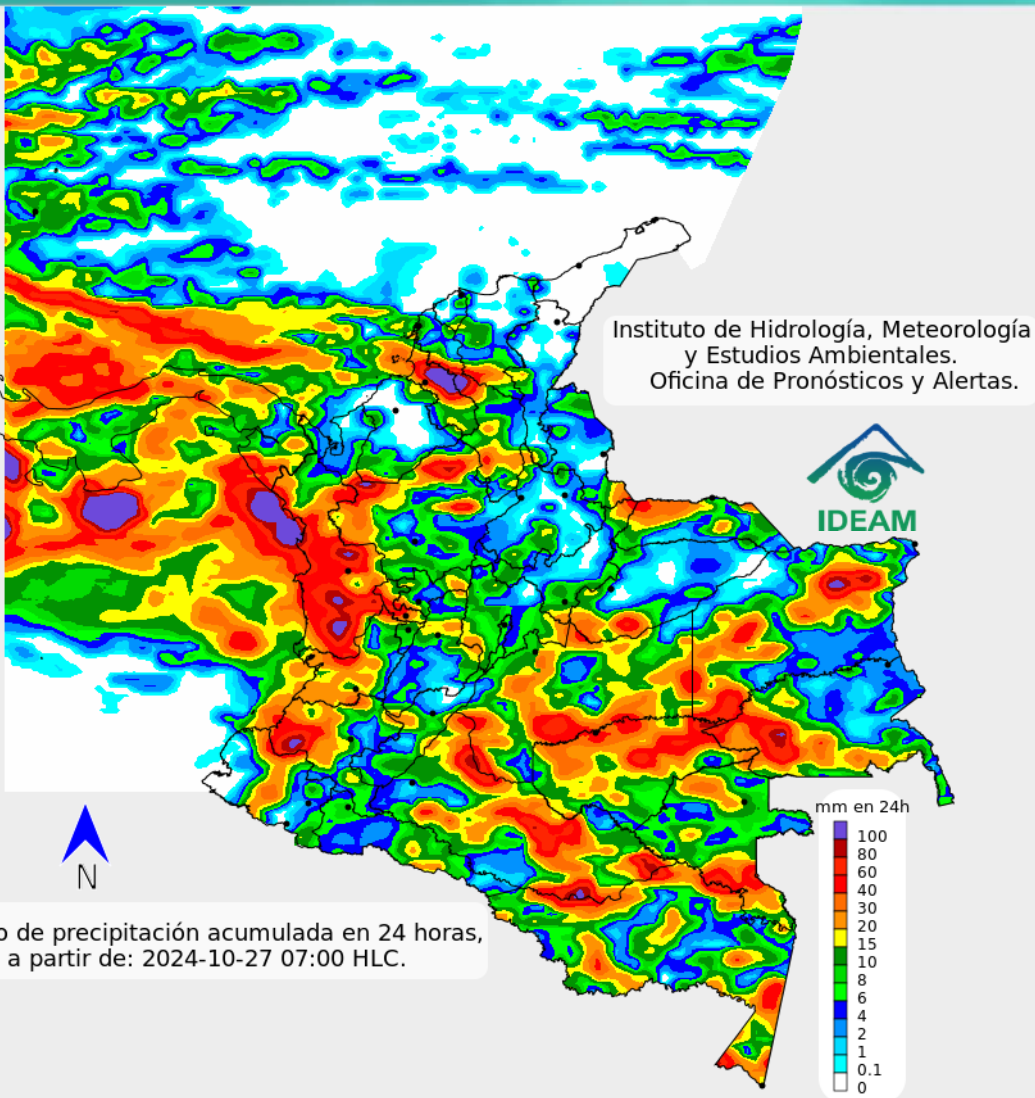 Instituto de Hidrología, Meteorología
y Estudios Ambientales.
Oficina de Pronósticos y Alertas.
IDEAM
mm en 24h
100
80
60
40
30
20
15
10
8
6
4
2
1
0.1
0
N
o de precipitación acumulada en 24 horas,
a partir de: 2024-10-27 07:00 HLC.